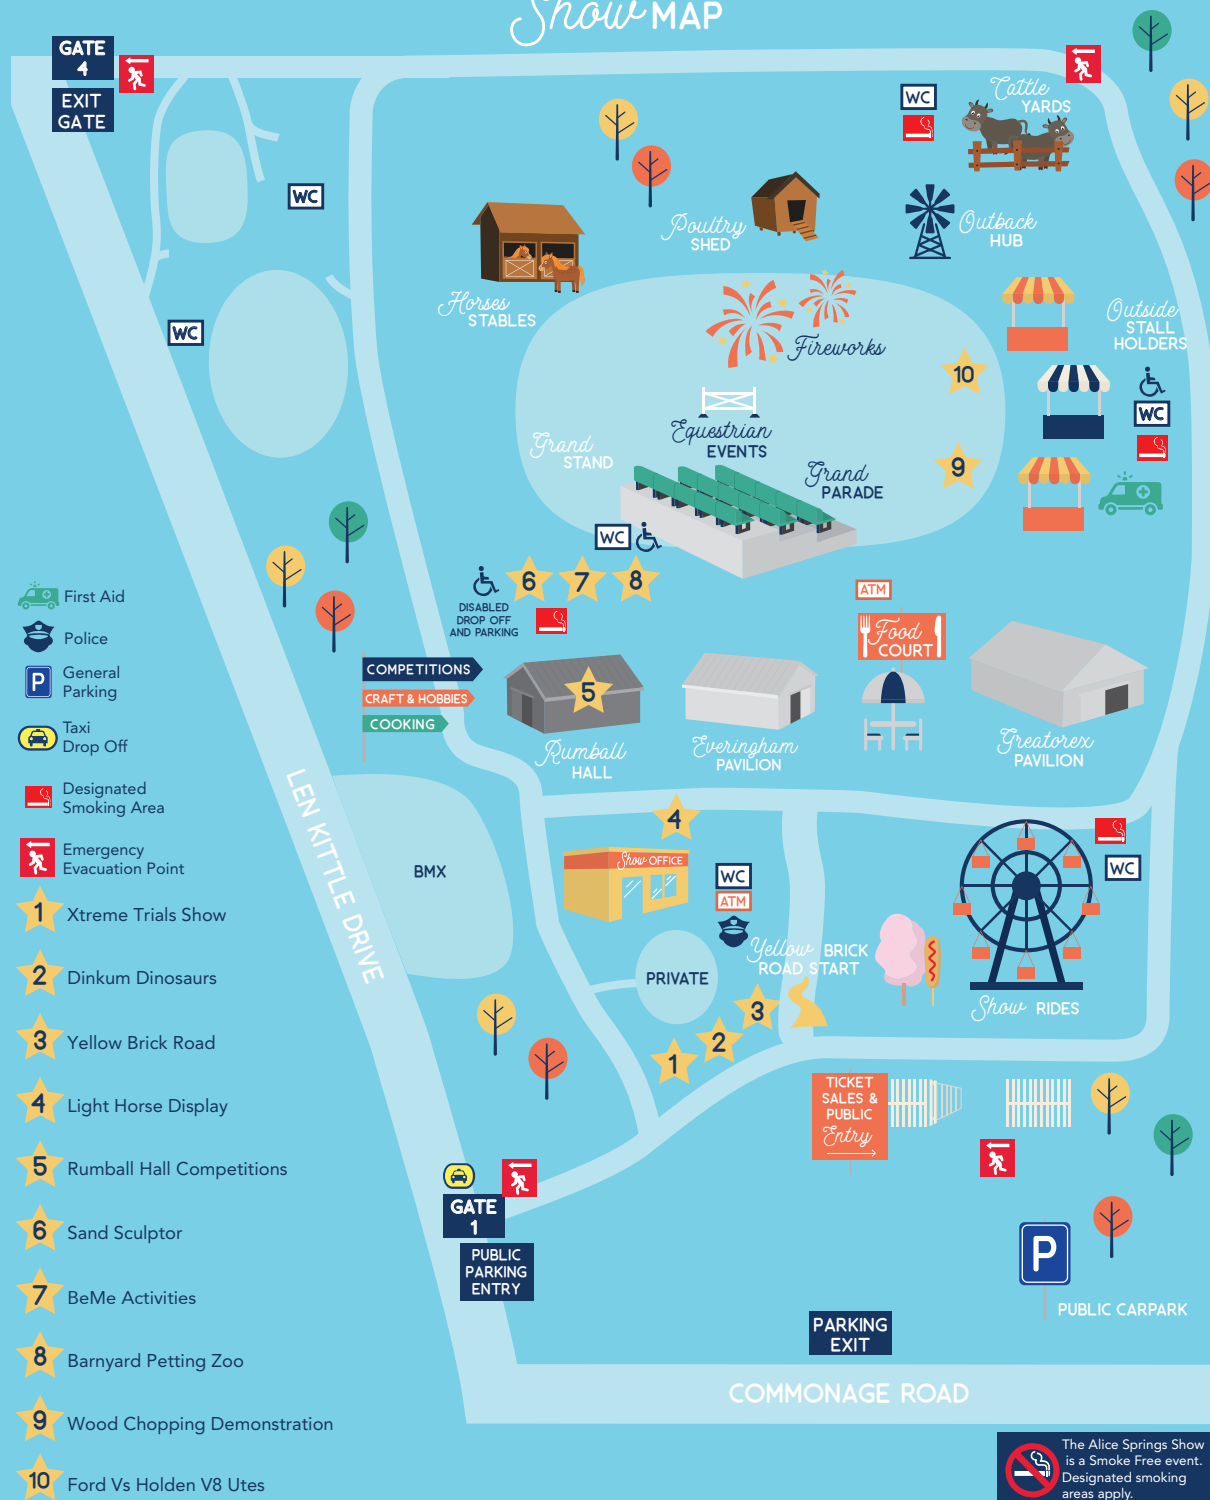 Show MAP
GATE
4
EXIT
GATE
WC
WC
WC
Cattle
YARDS
Poultry
SHED
Outback
HUB
Horses
STABLES
Outside
STALL
HOLDERS
Fireworks
10
WC
Equestrian
EVENTS
Grand
STAND
Grand
PARADE
9
WC
6
7
8
DISABLED
DROP OFF
AND PARKING
ATM
Food
COURT
COMPETITIONS
CRAFT & HOBBIES
COOKING
5
Rumball
HALL
Everingham
PAVILION
Greatorex
PAVILION
LEN KITTLE DRIVE
BMX
4
Show OFFICE
WC
ATM
WC
Yellow BRICK
ROAD START
PRIVATE
3
2
1
Show RIDES
TICKET
SALES &
PUBLIC
Entry
GATE
1
PUBLIC
PARKING
ENTRY
P
PUBLIC CARPARK
PARKING
EXIT
COMMONAGE ROAD
First Aid
Police
P
General
Parking
Taxi
Drop Off
Designated
Smoking Area
Emergency
Evacuation Point
1 Xtreme Trials Show
2 Dinkum Dinosaurs
3 Yellow Brick Road
4 Light Horse Display
5 Rumball Hall Competitions
6 Sand Sculptor
7 BeMe Activities
8 Barnyard Petting Zoo
9 Wood Chopping Demonstration
10 Ford Vs Holden V8 Utes
The Alice Springs Show
is a Smoke Free event.
Designated smoking
areas apply.